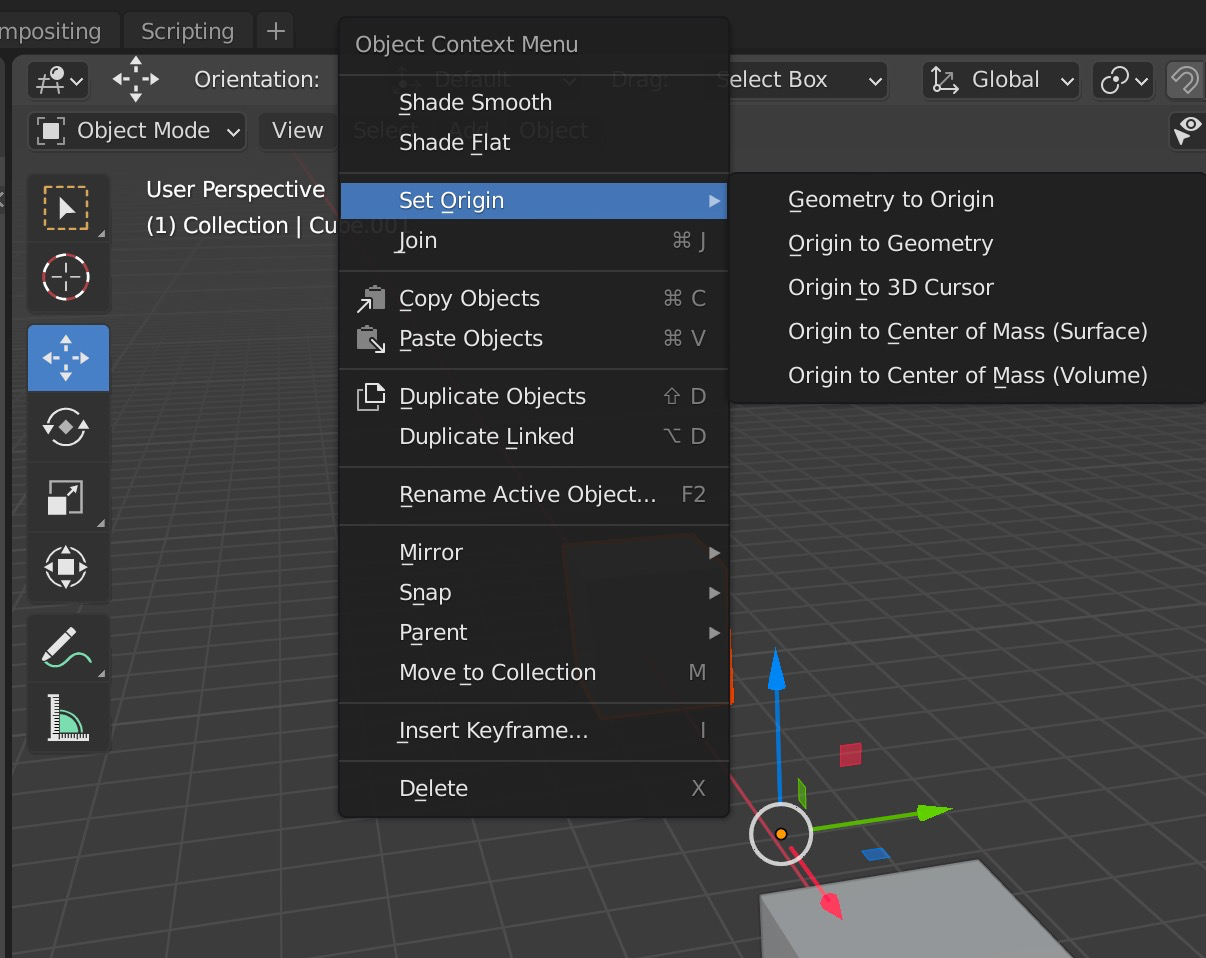 mpositing Scripting +
Object Context Menu
Orientation: Default Drag: Select Box Global
Object Mode View Select Add Object
User Perspective
(1) Collection | Cube.001
Shade Smooth
Shade Flat
Set Origin
Join ⌘ J
Copy Objects ⌘ C
Paste Objects ⌘ V
Duplicate Objects ⇧ D
Duplicate Linked ⌥ D
Rename Active Object... F2
Mirror
Snap
Parent
Move to Collection M
Insert Keyframe... I
Delete X
Geometry to Origin
Origin to Geometry
Origin to 3D Cursor
Origin to Center of Mass (Surface)
Origin to Center of Mass (Volume)